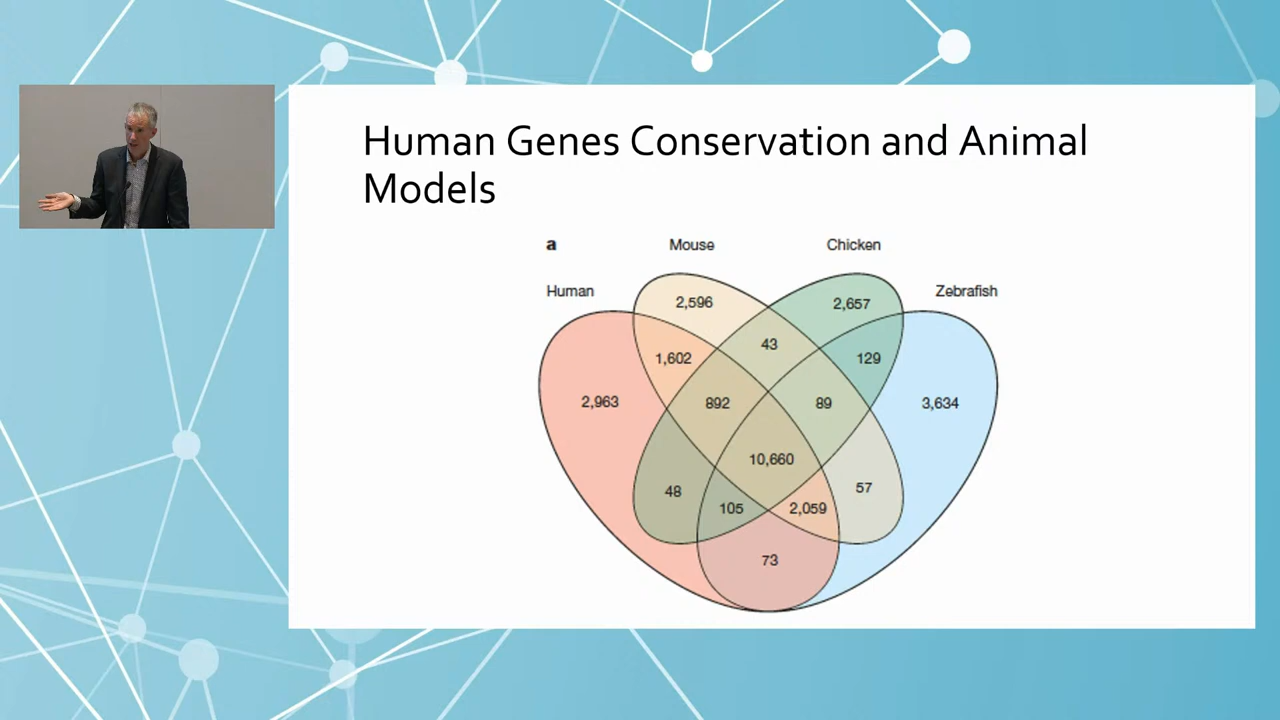 Human Genes Conservation and Animal
Models
a
Mouse
Chicken
Human
Zebrafish
2,596
2,657
43
1,602
129
2,963
892
89
3,634
10,660
48
57
105
2,059
73